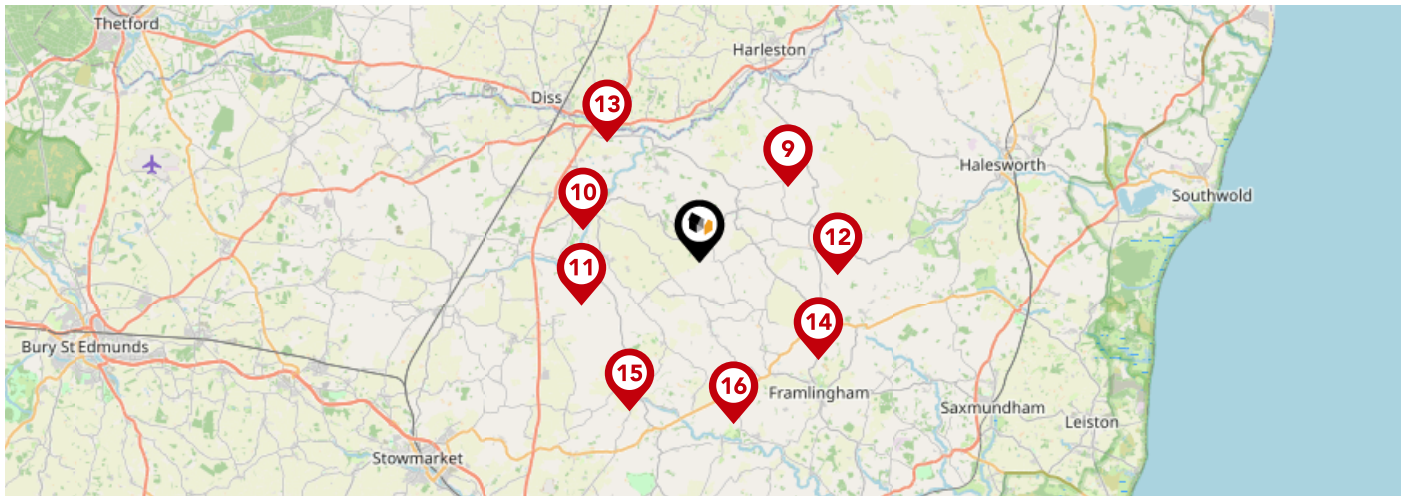 Thetford
Harleston
Diss
13
9
Halesworth
10
Southwold
12
11
14
Bury St Edmunds
15
16
Framlingham
Saxmundham
Leiston
Stowmarket